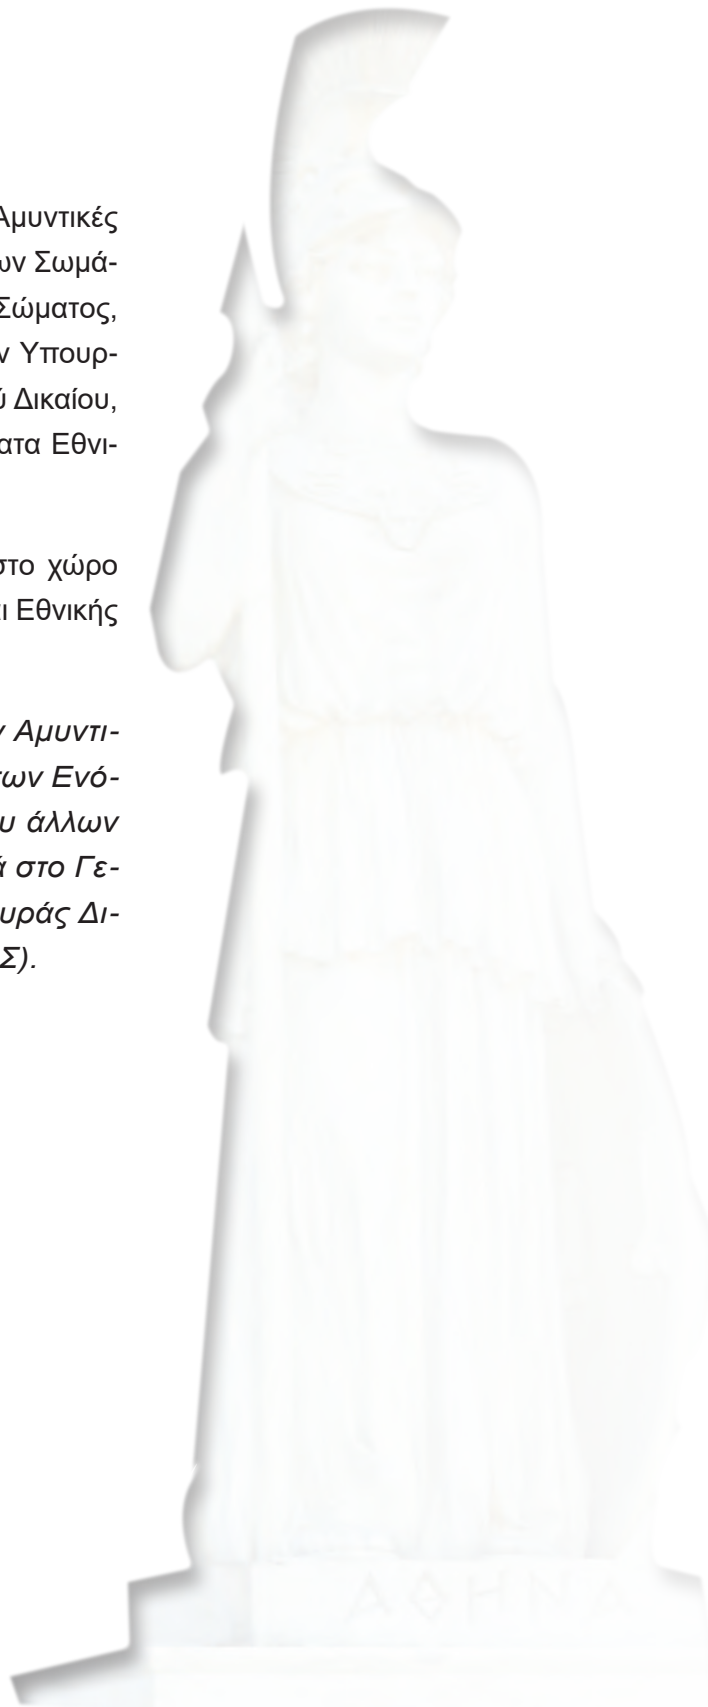 Αμυντικές
ων Σωμά-
Σώματος,
ν Υπουρ-
ύ Δικαίου,
ατα Εθνι-
στο χώρο
ι Εθνικής
ν Αμυντι-
των Ενό-
υ άλλων
ά στο Γε-
υράς Δι-
Σ).
ΑΘΗΝΑ